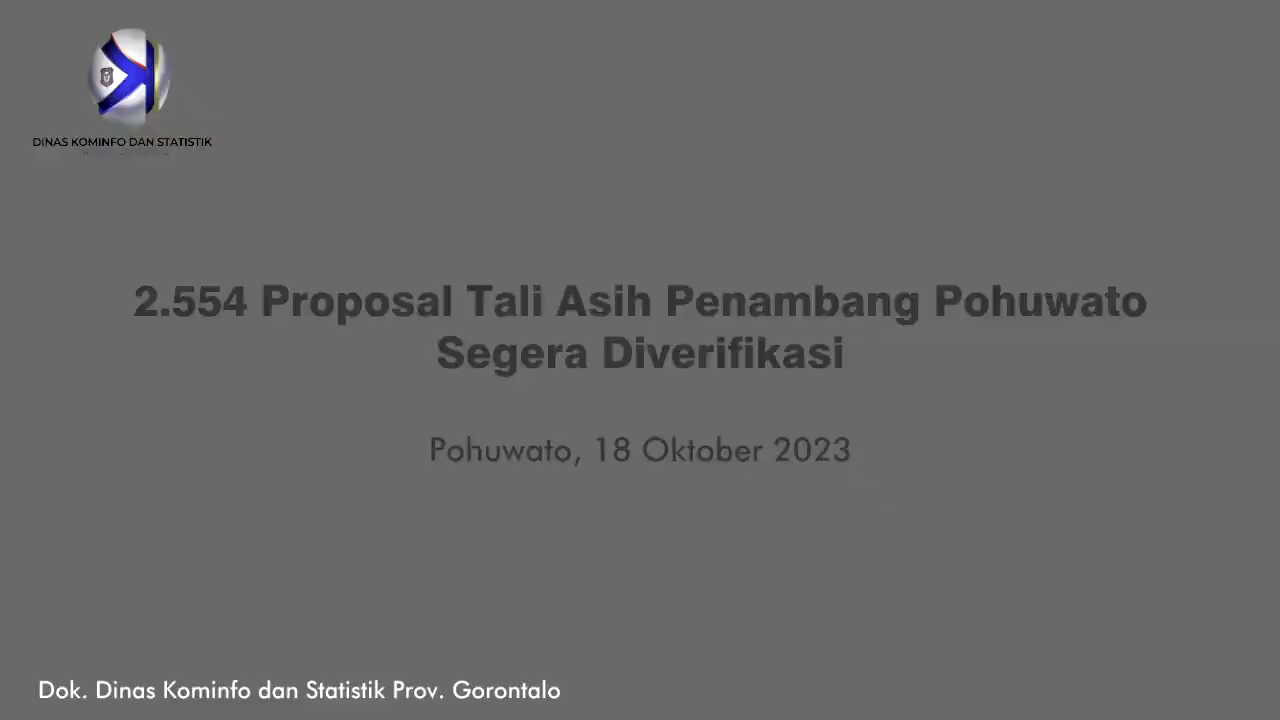 DINAS KOMINFO DAN STATISTIK
2.554 Proposal Tali Asih Penambang Pohuwato
Segera Diverifikasi
Pohuwato, 18 Oktober 2023
Dok. Dinas Kominfo dan Statistik Prov. Gorontalo